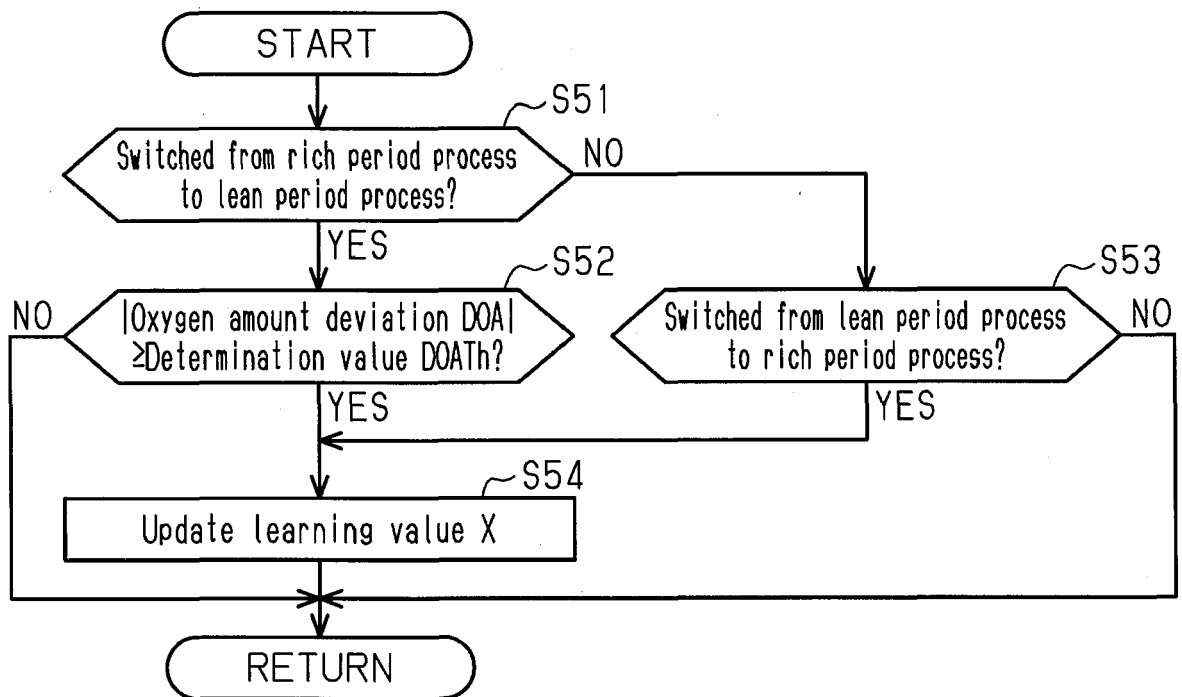 START
S51
Switched from rich period process
to lean period process?
NO
YES
S52
NO
|Oxygen amount deviation DOA|
≥Determination value DOATh?
YES
S53
Switched from lean period process
to rich period process?
NO
YES
S54
Update learning value X
RETURN